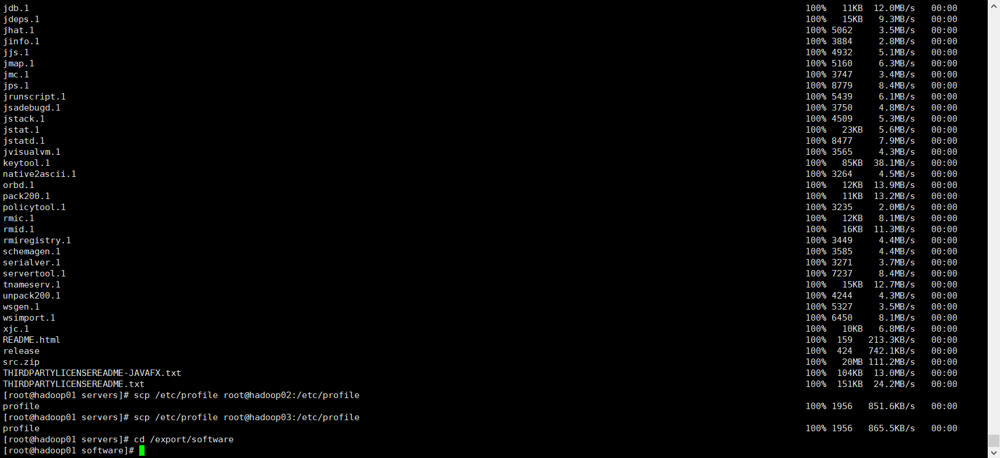 jdb.1 100% 11KB 12.0MB/s 00:00
jdeps.1 100% 15KB 9.3MB/s 00:00
jhat.1 100% 5062 3.5MB/s 00:00
jinfo.1 100% 3884 2.8MB/s 00:00
jjs.1 100% 4932 5.1MB/s 00:00
jmap.1 100% 5160 6.3MB/s 00:00
jmc.1 100% 3747 3.4MB/s 00:00
jps.1 100% 8779 8.4MB/s 00:00
jrunscript.1 100% 5439 6.1MB/s 00:00
jsadebugd.1 100% 3750 4.8MB/s 00:00
jstack.1 100% 4509 5.3MB/s 00:00
jstat.1 100% 23KB 5.6MB/s 00:00
jstatd.1 100% 8477 7.9MB/s 00:00
jvisualvm.1 100% 3565 4.3MB/s 00:00
keytool.1 100% 85KB 38.1MB/s 00:00
native2ascii.1 100% 3264 4.5MB/s 00:00
orbd.1 100% 12KB 13.9MB/s 00:00
pack200.1 100% 11KB 13.2MB/s 00:00
policytool.1 100% 3235 2.0MB/s 00:00
rmic.1 100% 12KB 8.1MB/s 00:00
rmid.1 100% 16KB 11.3MB/s 00:00
rmiregistry.1 100% 3449 4.4MB/s 00:00
schemagen.1 100% 3585 4.4MB/s 00:00
serialver.1 100% 3271 3.7MB/s 00:00
servertool.1 100% 7237 8.4MB/s 00:00
tnameserv.1 100% 15KB 12.7MB/s 00:00
unpack200.1 100% 4244 4.3MB/s 00:00
wsgen.1 100% 5327 3.5MB/s 00:00
wsimport.1 100% 6450 8.1MB/s 00:00
xjc.1 100% 10KB 6.8MB/s 00:00
README.html 100% 159 213.3KB/s 00:00
release 100% 424 742.1KB/s 00:00
src.zip 100% 20MB 111.2MB/s 00:00
THIRDPARTYLICENSEREADME-JAVAFX.txt 100% 104KB 13.0MB/s 00:00
THIRDPARTYLICENSEREADME.txt 100% 151KB 24.2MB/s 00:00
[root@hadoop01 servers]# scp /etc/profile root@hadoop02:/etc/profile
profile 100% 1956 851.6KB/s 00:00
[root@hadoop01 servers]# scp /etc/profile root@hadoop03:/etc/profile
profile 100% 1956 865.5KB/s 00:00
[root@hadoop01 servers]# cd /export/software
[root@hadoop01 software]#